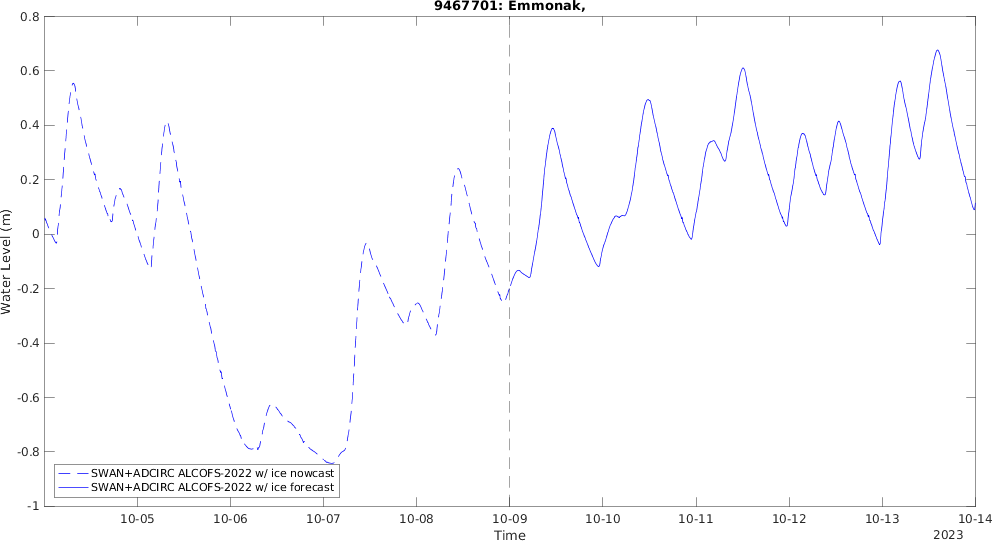 9467701: Emmonak,
0.8
0.6
0.4
0.2
0
-0.2
-0.4
-0.6
-0.8
-1
Water Level (m)
SWAN+ADCIRC ALCOFS-2022 w/ ice nowcast
SWAN+ADCIRC ALCOFS-2022 w/ ice forecast
10-05 10-06 10-07 10-08 10-09 10-10 10-11 10-12 10-13 10-14
Time
2023